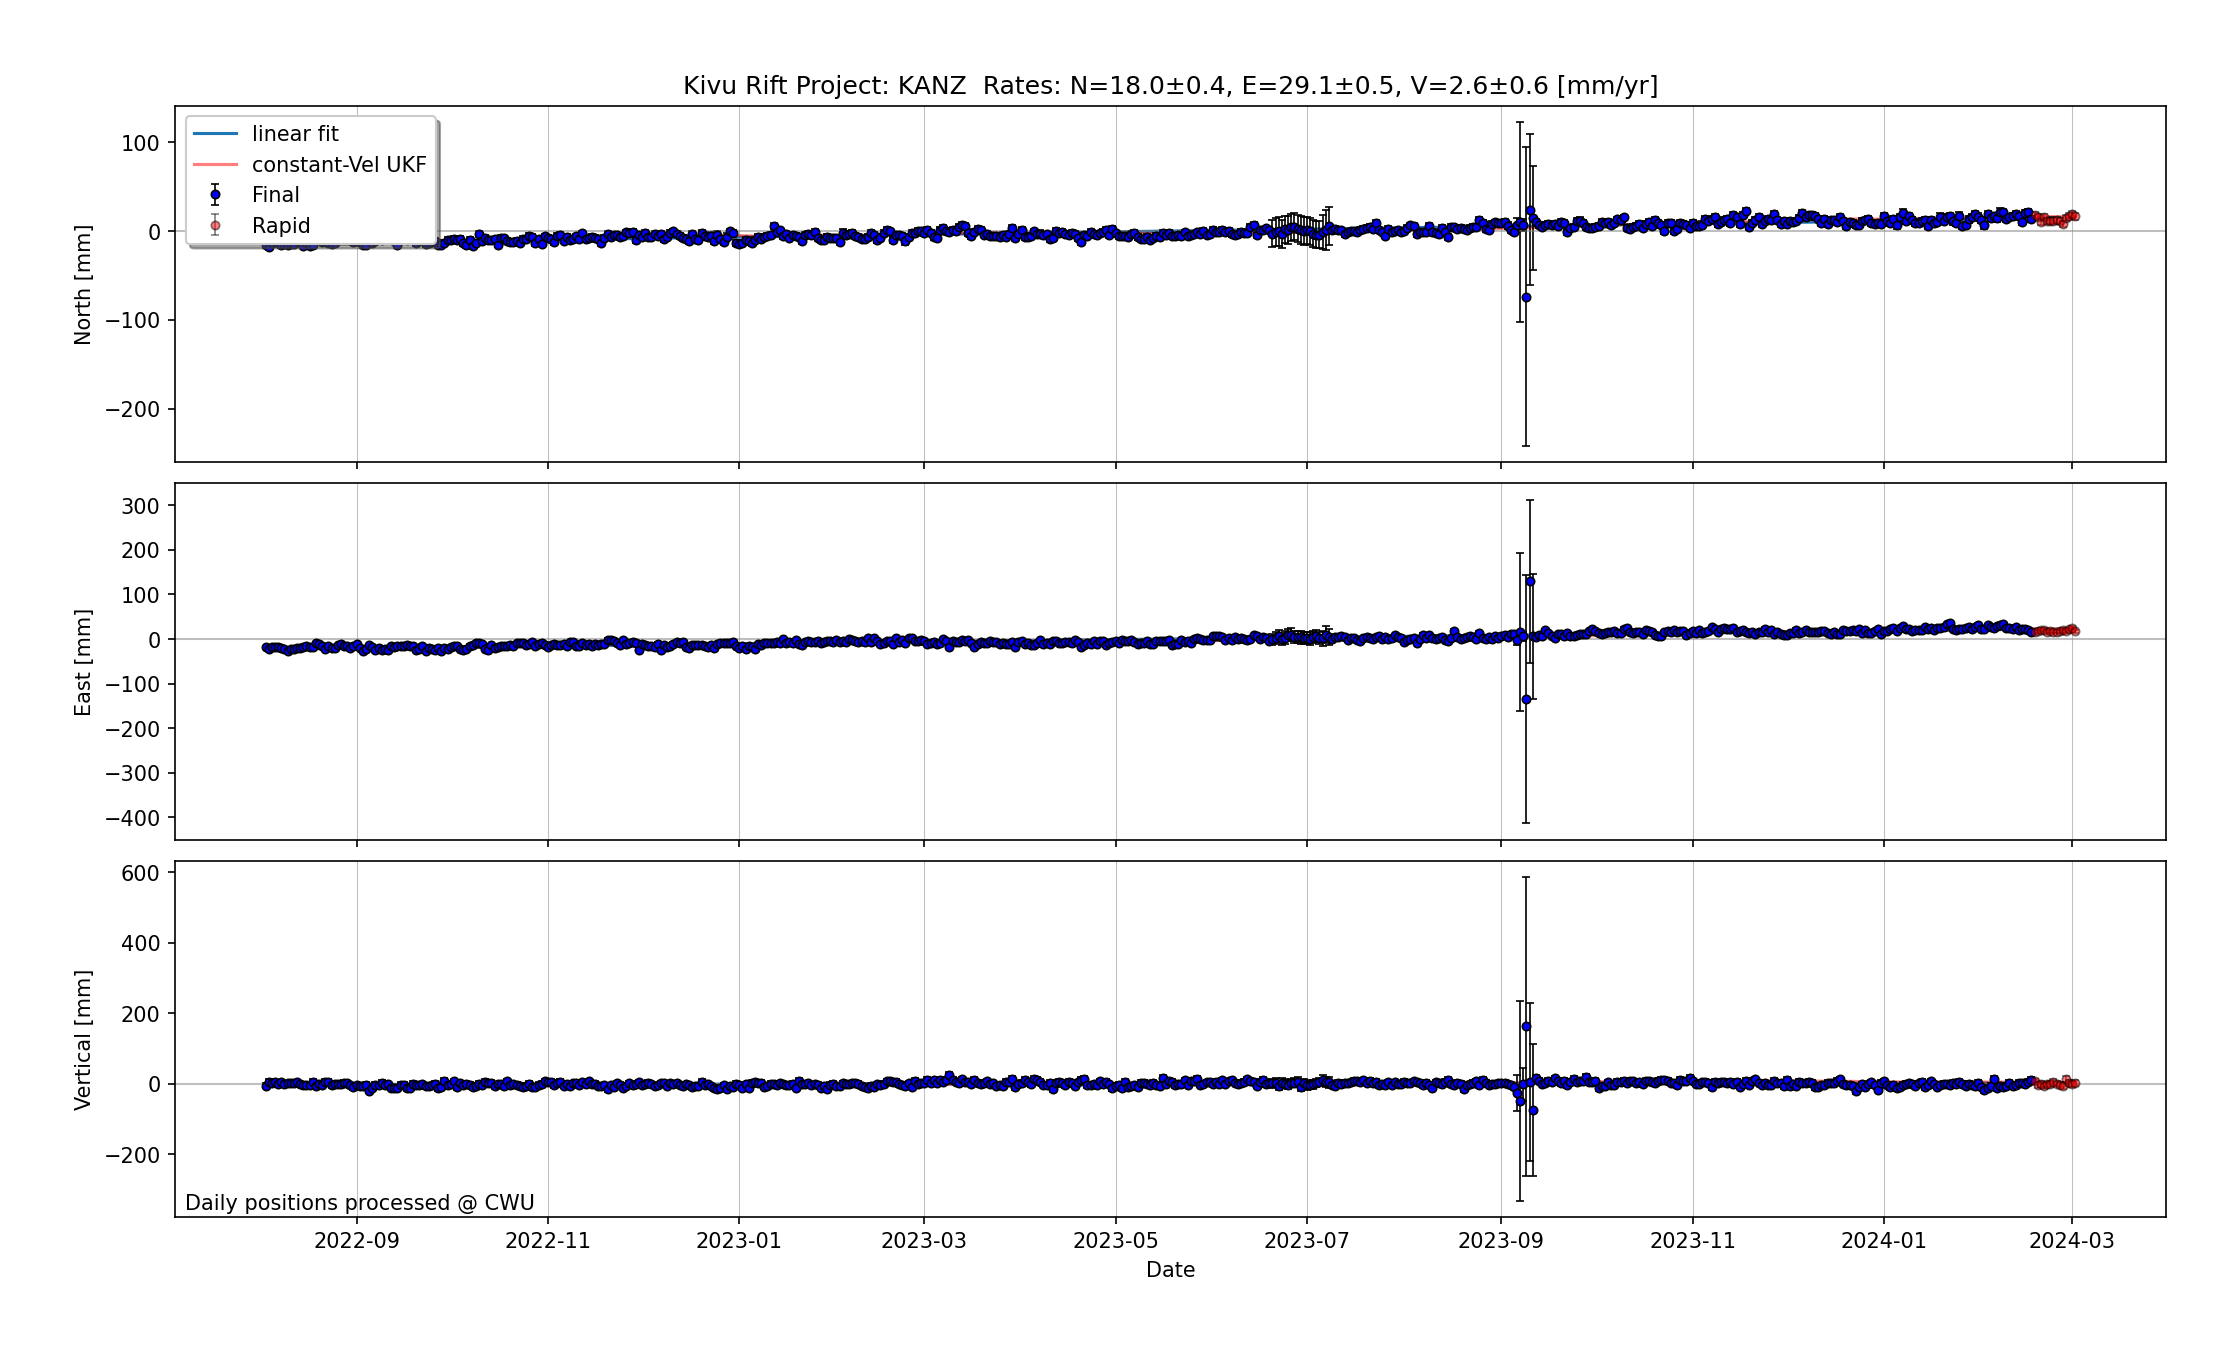 Kivu Rift Project: KANZ  Rates: N=18.0±0.4, E=29.1±0.5, V=2.6±0.6 [mm/yr]
linear fit
constant-Vel UKF
Final
Rapid
North [mm]
100
0
−100
−200
East [mm]
300
200
100
0
−100
−200
−300
−400
Vertical [mm]
600
400
200
0
−200
Daily positions processed @ CWU
2022-09 2022-11 2023-01 2023-03 2023-05 2023-07 2023-09 2023-11 2024-01 2024-03
Date